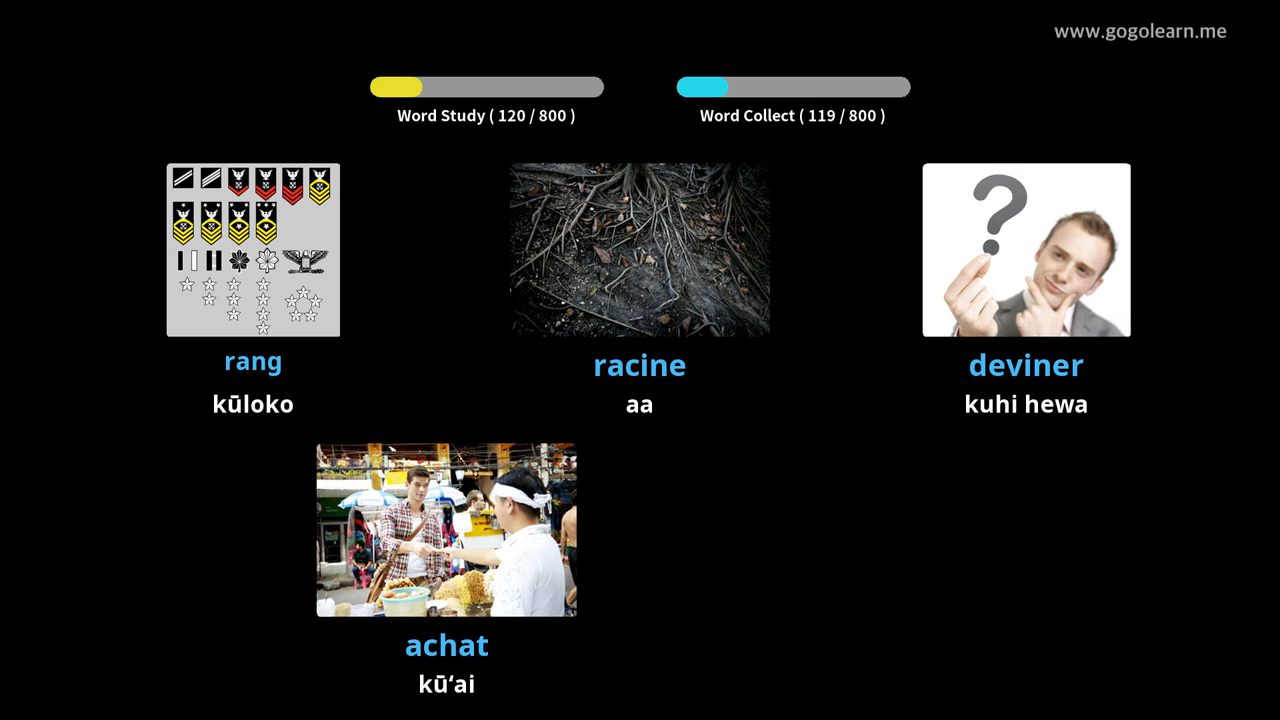 www.gogolearn.me
Word Study ( 120 / 800 )
Word Collect ( 119 / 800 )
rang
racine
deviner
kūloko
aa
kuhi hewa
achat
kūʻai